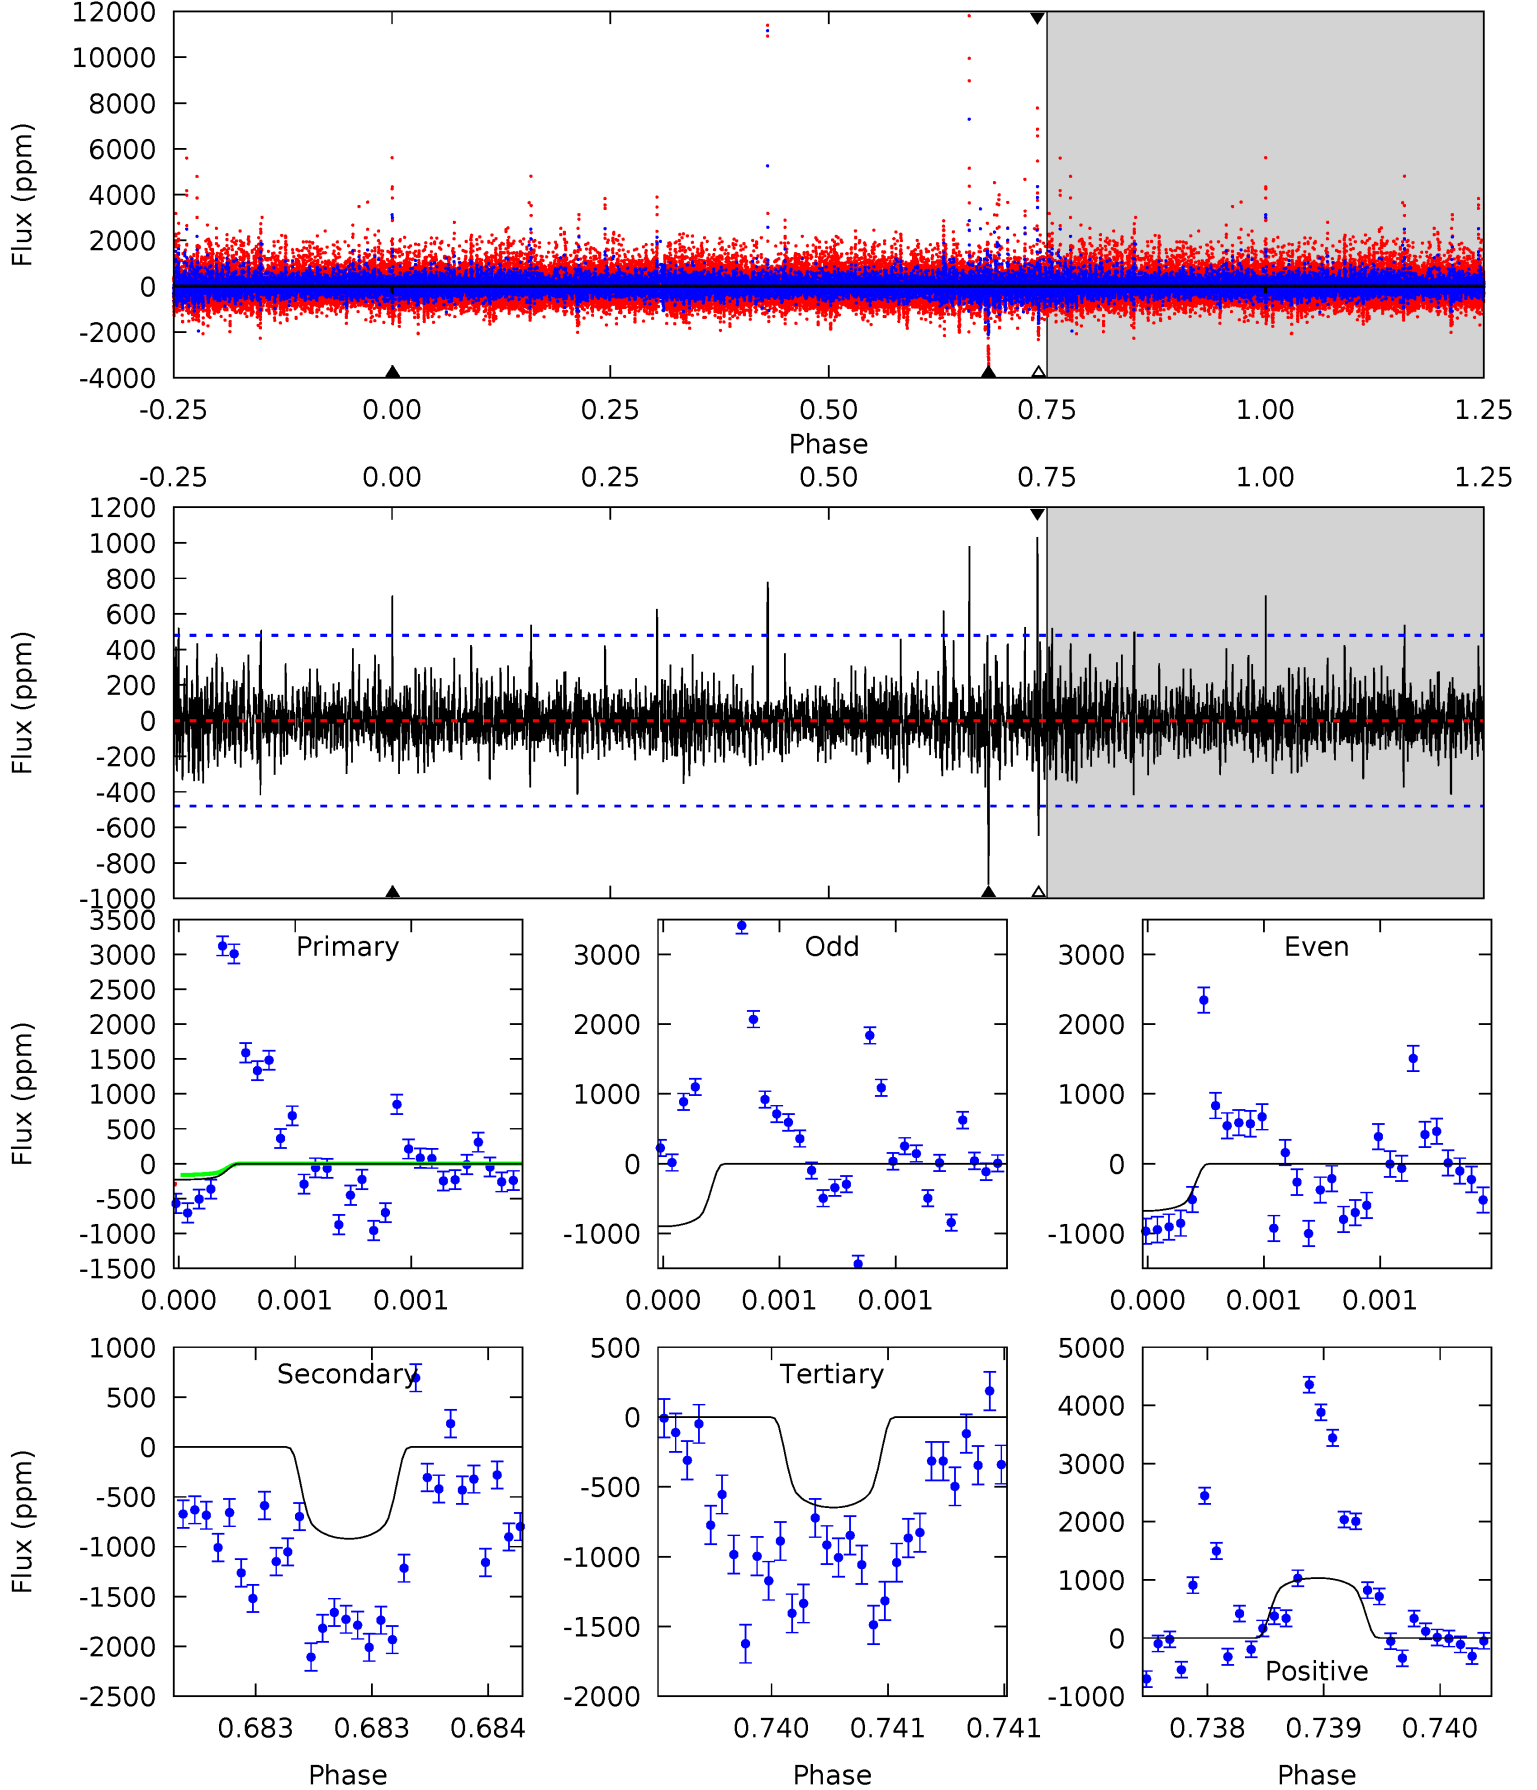 12000
10000
8000
6000
4000
2000
0
-2000
-4000
Flux (ppm)
-0.25 0.00 0.25 0.50 0.75 1.00 1.25
Phase
-0.25 0.00 0.25 0.50 0.75 1.00 1.25
1200
1000
800
600
400
200
0
-200
-400
-600
-800
-1000
Flux (ppm)
Primary
3500
3000
2500
2000
1500
1000
500
0
-500
-1000
-1500
Flux (ppm)
0.000 0.001 0.001
Odd
3000
2000
1000
0
-1000
0.000 0.001 0.001
Even
3000
2000
1000
0
-1000
0.000 0.001 0.001
Secondary
1000
500
0
-500
-1000
-1500
-2000
-2500
Flux (ppm)
0.683 0.683 0.684
Phase
Tertiary
500
0
-500
-1000
-1500
-2000
0.740 0.741 0.741
Phase
5000
4000
3000
2000
1000
0
-1000
Positive
0.738 0.739 0.740
Phase